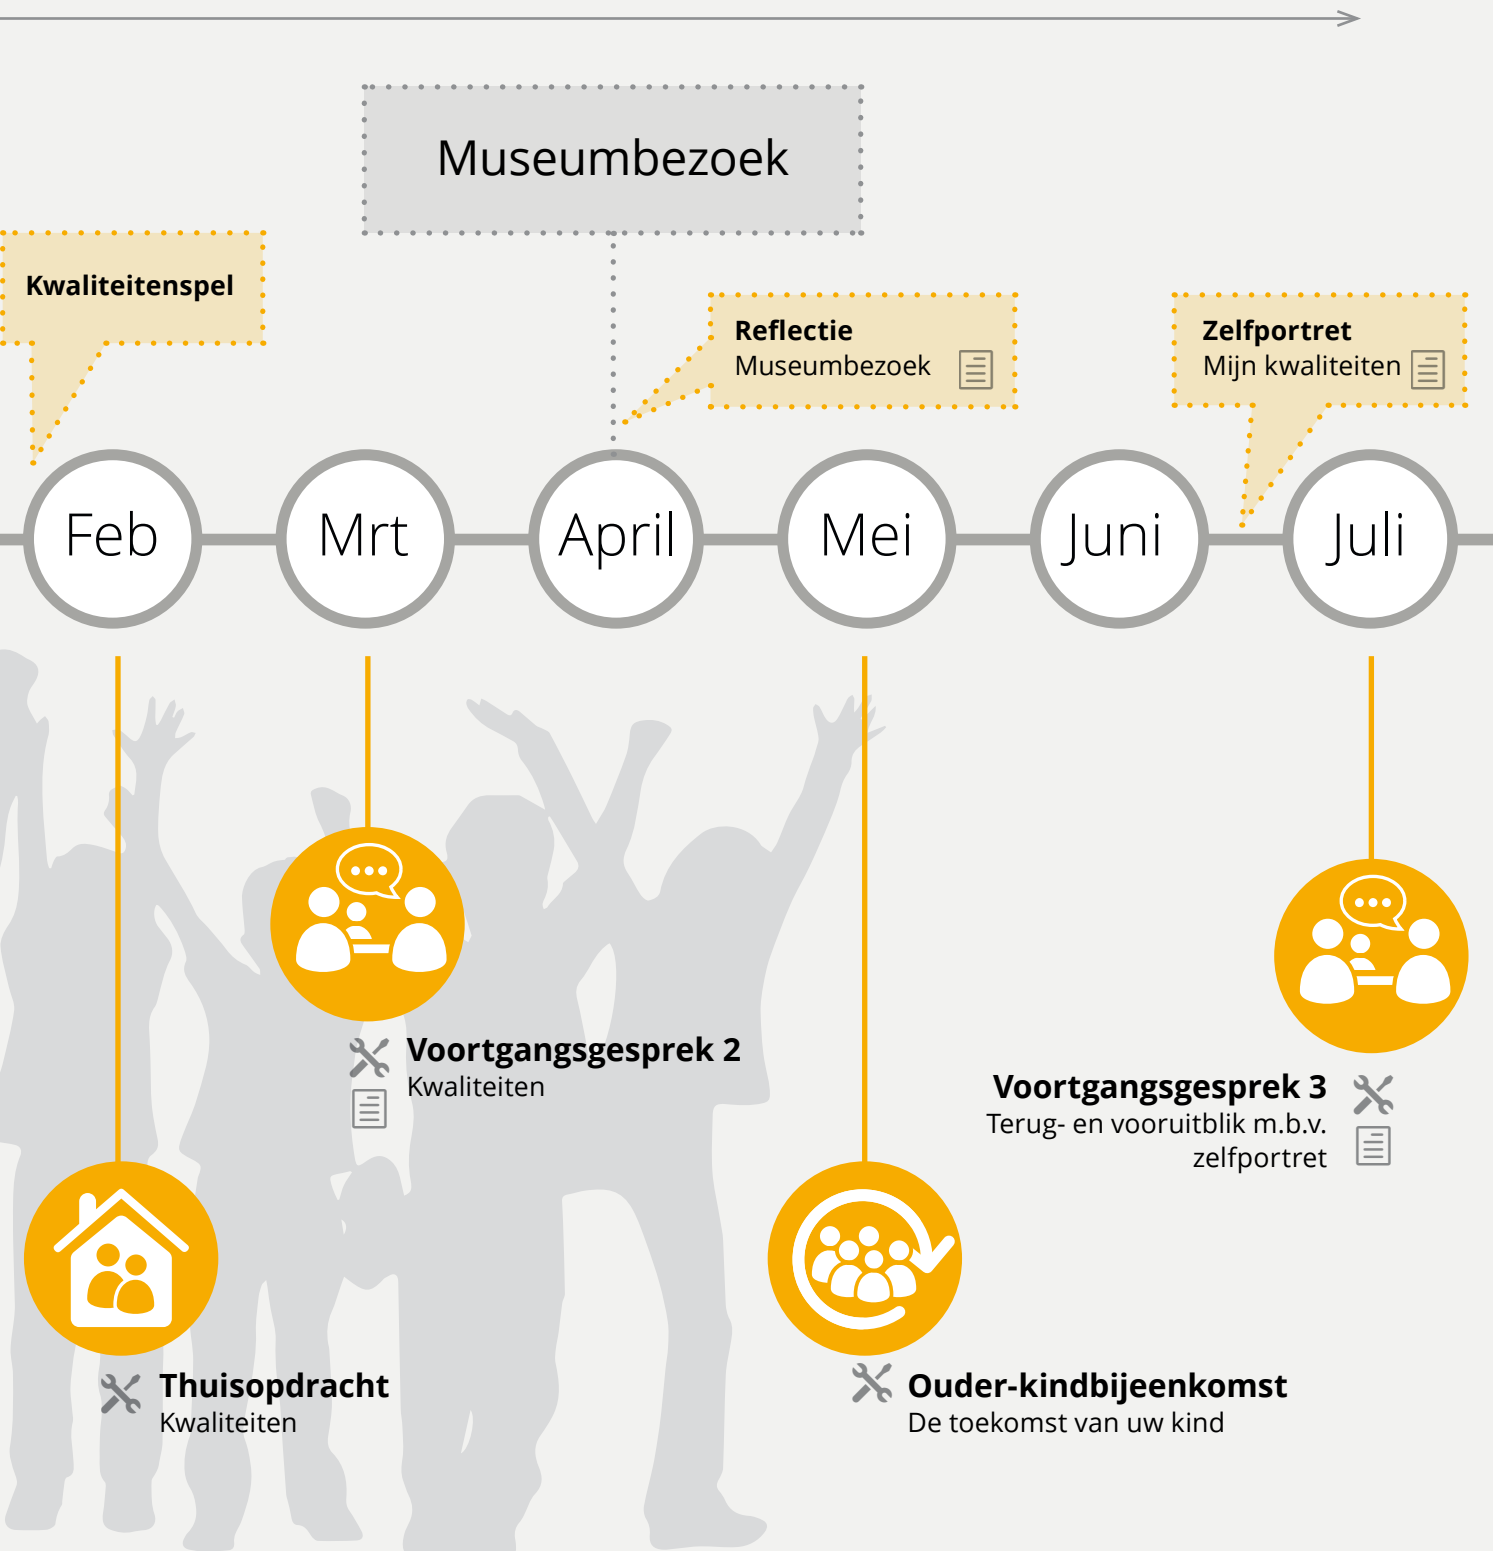 Museumbezoek
Kwaliteitenspel
Reflectie
Museumbezoek
Zelfportret
Mijn kwaliteiten
Feb
Mrt
April
Mei
Juni
Juli
Voortgangsgesprek 2
Kwaliteiten
Voortgangsgesprek 3
Terug- en vooruitblik m.b.v.
zelfportret
Thuisopdracht
Kwaliteiten
Ouder-kindbijeenkomst
De toekomst van uw kind